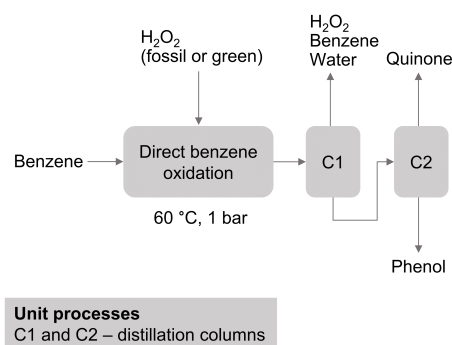 H₂O₂
(fossil or green)
H₂O₂
Benzene
Water
Quinone
Benzene
Direct benzene
oxidation
C1
C2
60 °C, 1 bar
Phenol
Unit processes
C1 and C2 – distillation columns